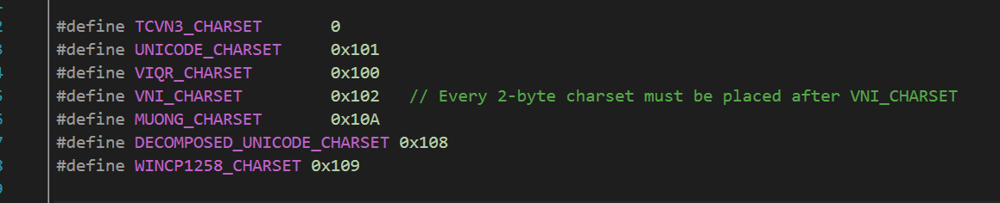 #define TCVN3_CHARSET 0
#define UNICODE_CHARSET 0x101
#define VIQR_CHARSET 0x100
#define VNI_CHARSET 0x102 // Every 2-byte charset must be placed after VNI_CHARSET
#define MUONG_CHARSET 0x10A
#define DECOMPOSED_UNICODE_CHARSET 0x108
#define WINCP1258_CHARSET 0x109